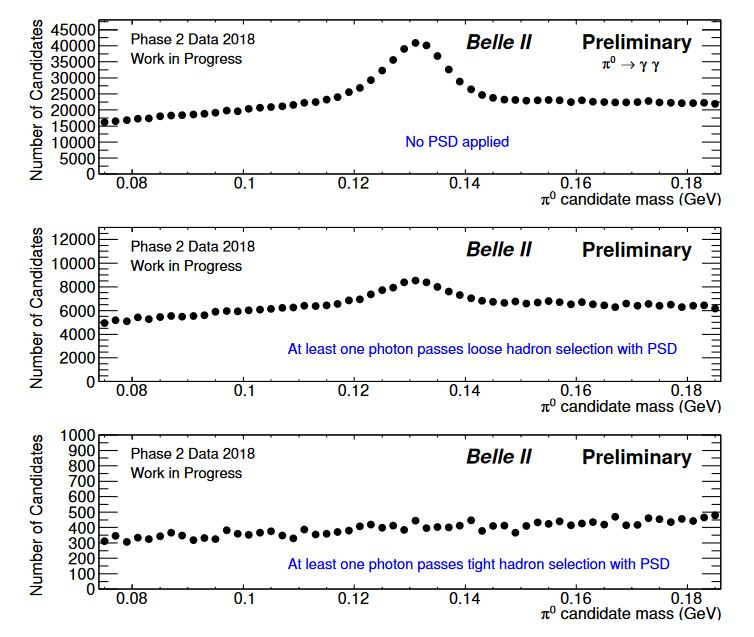 45000
40000
35000
30000
25000
20000
15000
10000
5000
0
Number of Candidates
Phase 2 Data 2018
Work in Progress
Belle II
Preliminary
π⁰ → γ γ
No PSD applied
0.08 0.1 0.12 0.14 0.16 0.18
π⁰ candidate mass (GeV)
12000
10000
8000
6000
4000
2000
0
Number of Candidates
Phase 2 Data 2018
Work in Progress
Belle II
Preliminary
At least one photon passes loose hadron selection with PSD
0.08 0.1 0.12 0.14 0.16 0.18
π⁰ candidate mass (GeV)
1000
900
800
700
600
500
400
300
200
100
0
Number of Candidates
Phase 2 Data 2018
Work in Progress
Belle II
Preliminary
At least one photon passes tight hadron selection with PSD
0.08 0.1 0.12 0.14 0.16 0.18
π⁰ candidate mass (GeV)